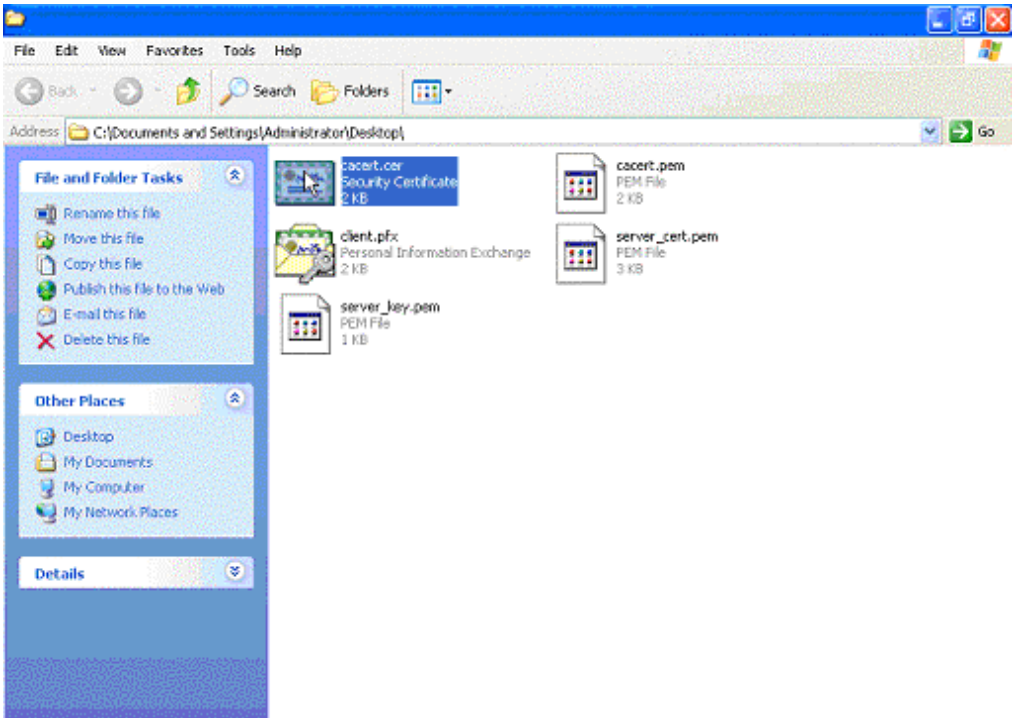 File Edit View Favorites Tools Help
Back Search Folders
Address C:\Documents and Settings\Administrator\Desktop\ Go
File and Folder Tasks
Rename this file
Move this file
Copy this file
Publish this file to the Web
E-mail this file
Delete this file
Other Places
Desktop
My Documents
My Computer
My Network Places
Details
cacert.cer
Security Certificate
2 KB
cacert.pem
PEM File
2 KB
client.pfx
Personal Information Exchange
2 KB
server_cert.pem
PEM File
3 KB
server_key.pem
PEM File
1 KB